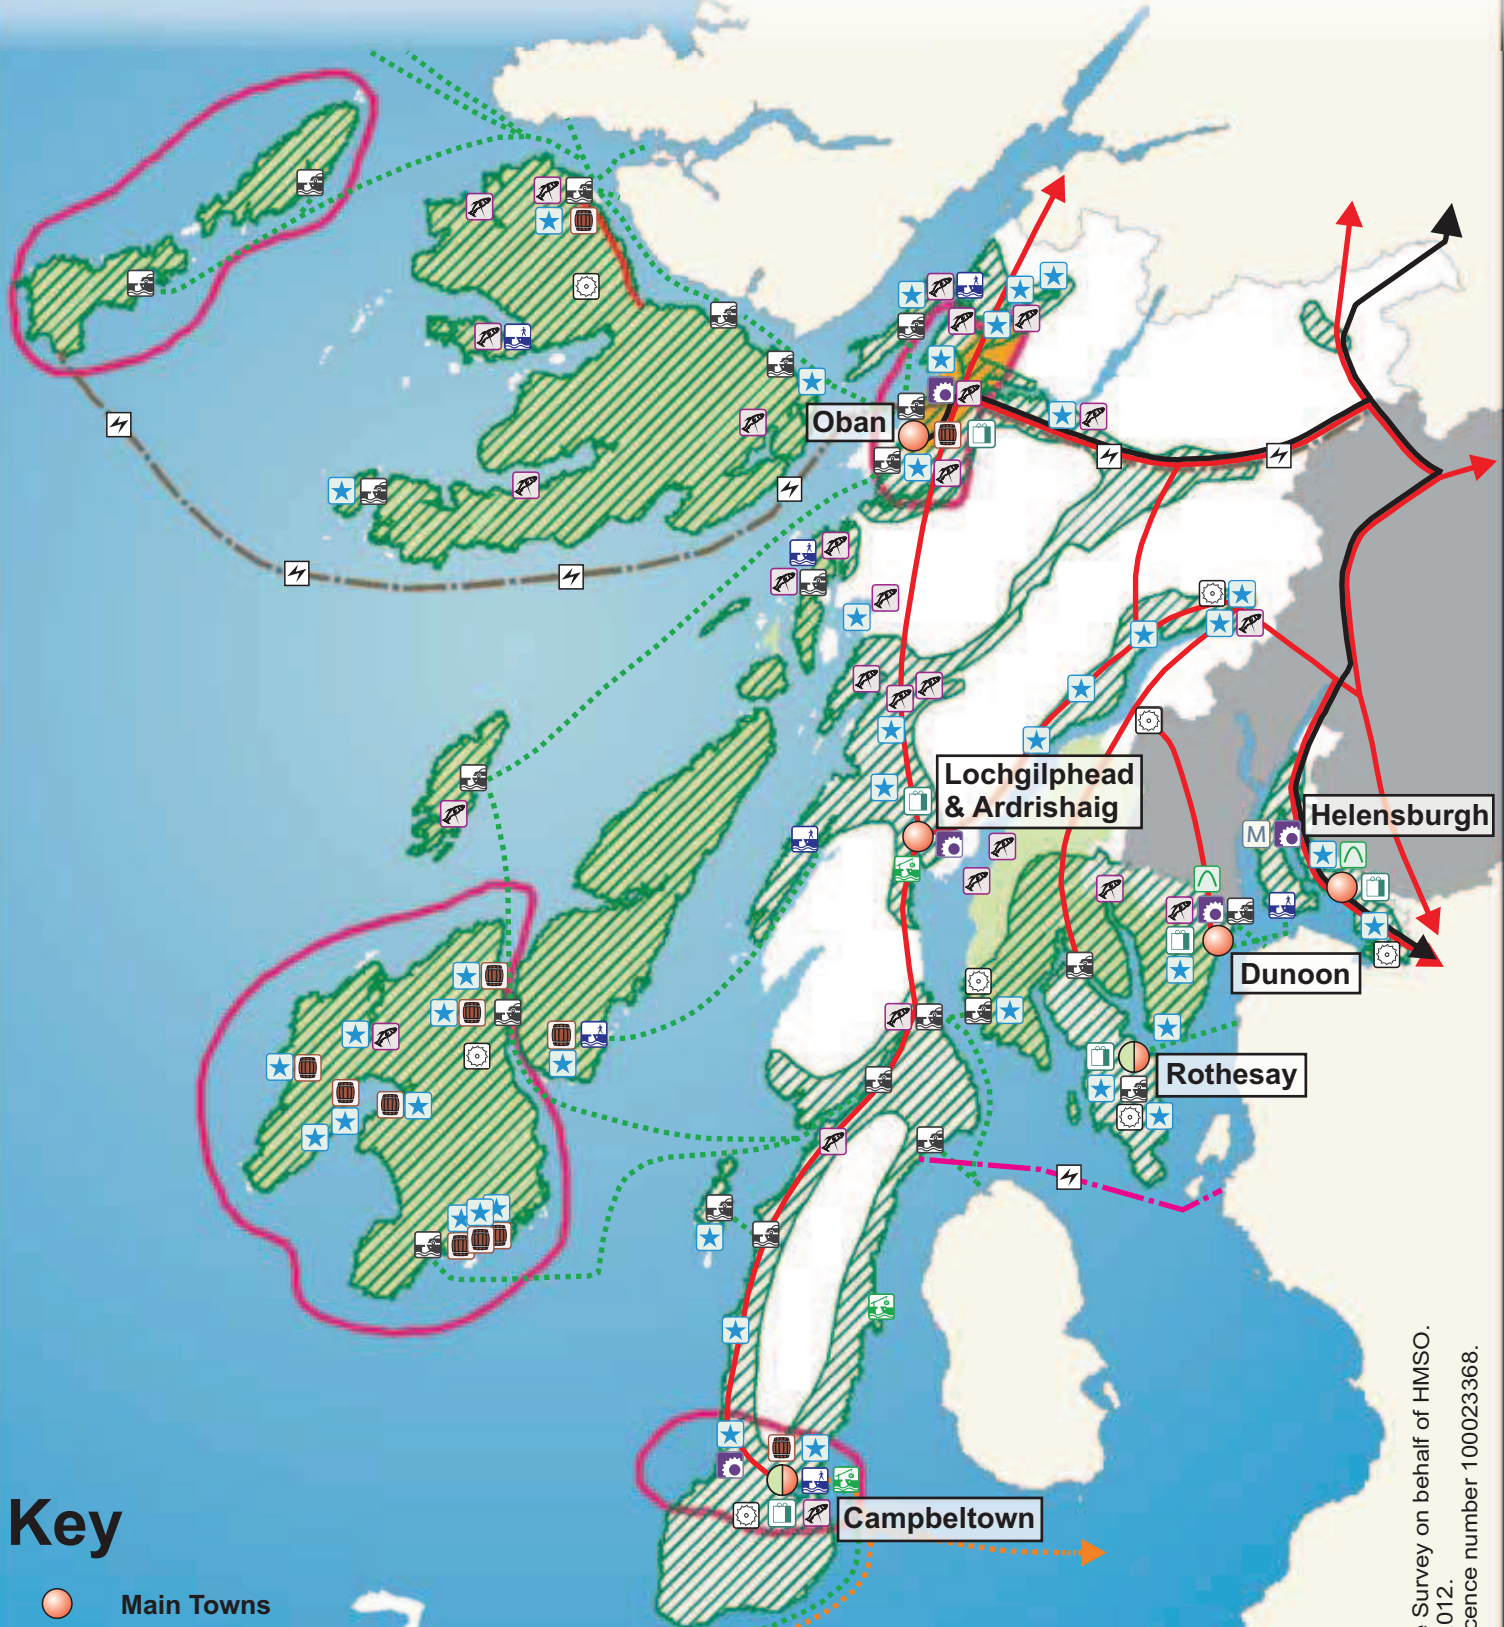 Oban
Lochgilphead
& Ardrishaig
Helensburgh
M
Dunoon
Rothesay
Campbeltown
Key
Main Towns
Survey on behalf of HMSO.
012.
cence number 100023368.